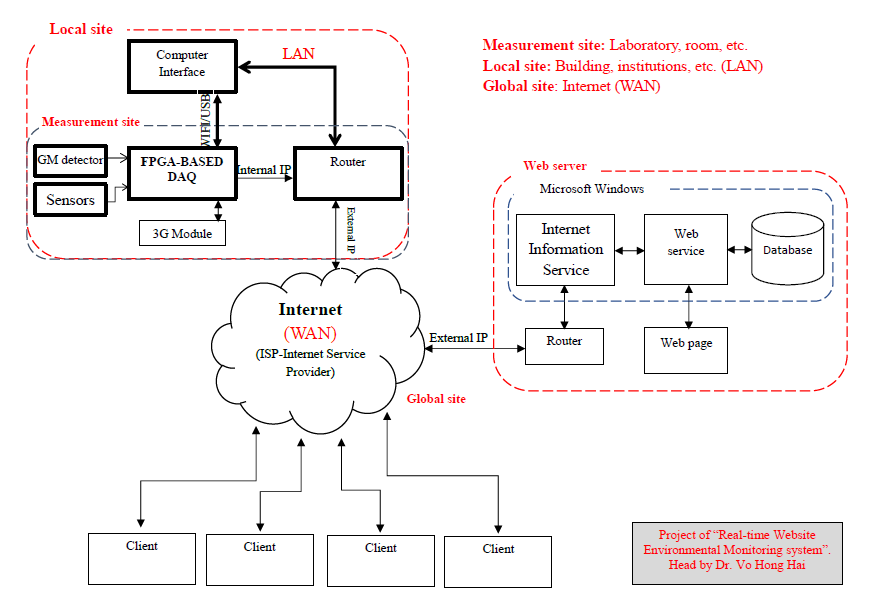 Local site
Computer
Interface
LAN
WIFI/USB
Measurement site
GM detector
Sensors
FPGA-BASED
DAQ
Internal IP
Router
3G Module
External IP
Measurement site: Laboratory, room, etc.
Local site: Building, institutions, etc. (LAN)
Global site: Internet (WAN)
Web server
Microsoft Windows
Internet
Information
Service
Web
service
Database
Router
Web page
External IP
Internet
(WAN)
(ISP-Internet Service
Provider)
Global site
Client
Client
Client
Client
Project of “Real-time Website
Environmental Monitoring system”.
Head by Dr. Vo Hong Hai